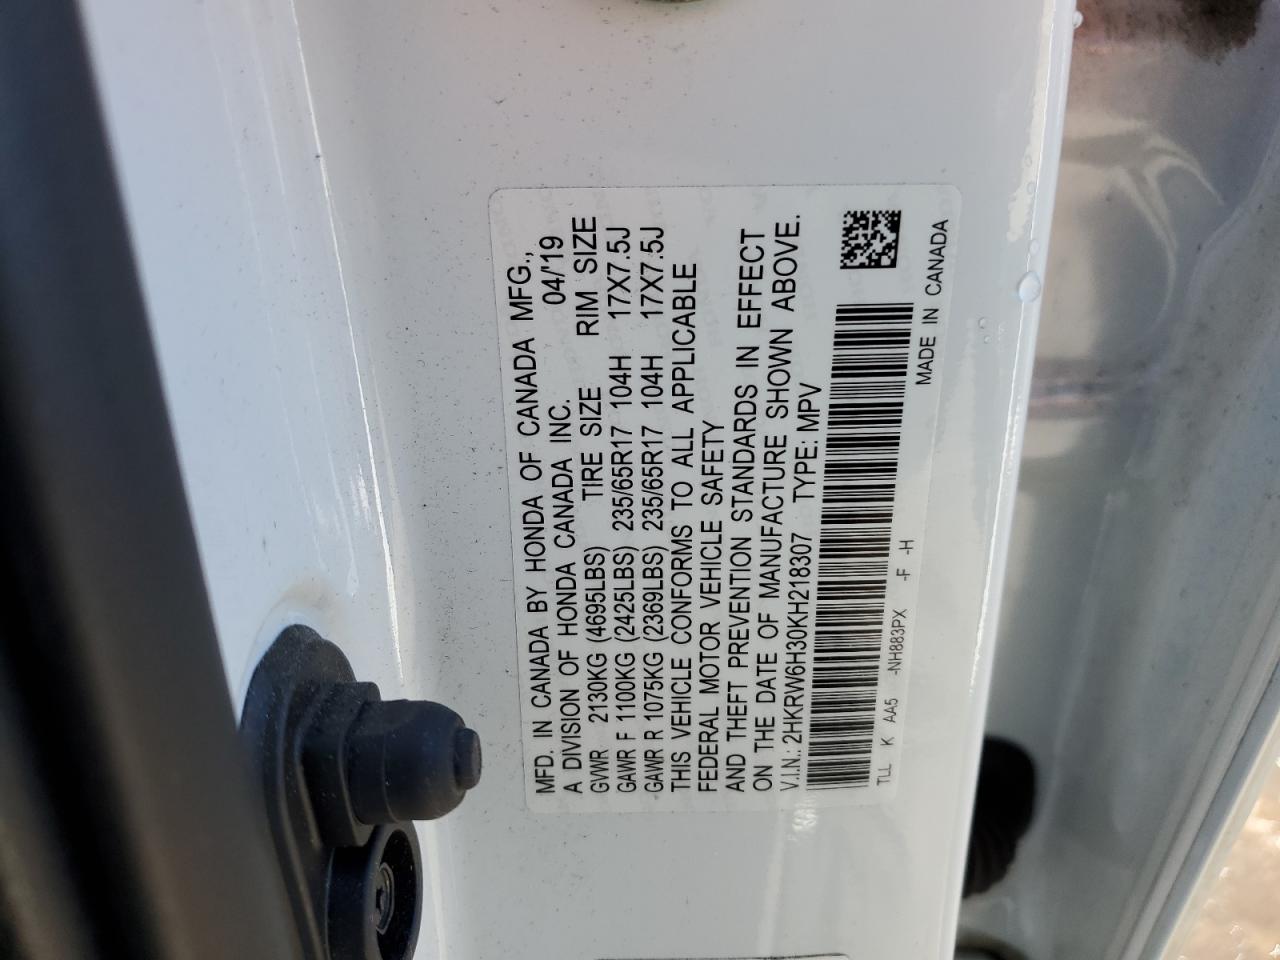 MFD. IN CANADA BY HONDA OF CANADA MFG.,
A DIVISION OF HONDA CANADA INC. 04/'19
GVWR 2130KG (4695LBS) TIRE SIZE RIM SIZE
GAWR F 1100KG (2425LBS) 235/65R17 104H 17X7.5J
GAWR R 1075KG (2369LBS) 235/65R17 104H 17X7.5J
THIS VEHICLE CONFORMS TO ALL APPLICABLE
FEDERAL MOTOR VEHICLE SAFETY
AND THEFT PREVENTION STANDARDS IN EFFECT
ON THE DATE OF MANUFACTURE SHOWN ABOVE.
V.I.N.: 2HKRW6H30KH218307 TYPE: MPV
TLL K AA5 -NH883PX -F -H
MADE IN CANADA